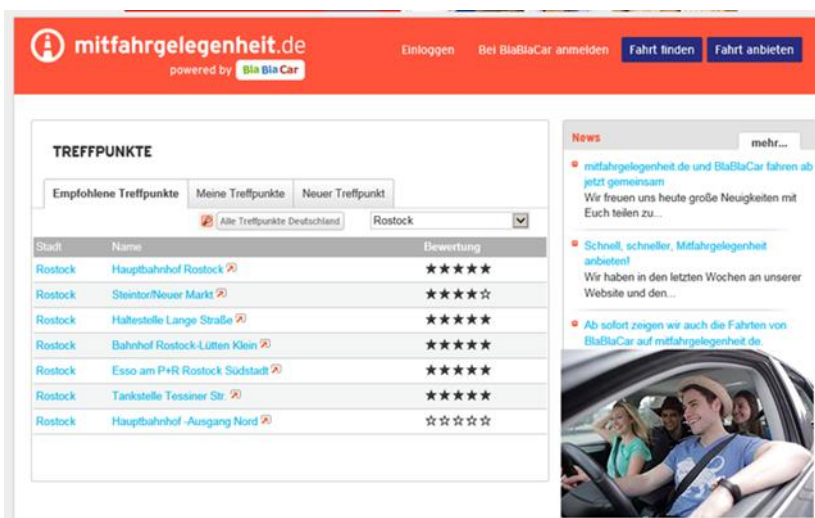 mitfahrgelegenheit.de
powered by BlaBlaCar
Einloggen
Bei BlaBlaCar anmelden
Fahrt finden
Fahrt anbieten
TREFFPUNKTE
Empfohlene Treffpunkte
Meine Treffpunkte
Neuer Treffpunkt
Alle Treffpunkte Deutschland
Rostock
Stadt Name Bewertung
Rostock Hauptbahnhof Rostock ★★★★★
Rostock Steintor/Neuer Markt ★★★★☆
Rostock Haltestelle Lange Straße ★★★★★
Rostock Bahnhof Rostock-Lütten Klein ★★★★★
Rostock Esso am P+R Rostock Südstadt ★★★★★
Rostock Tankstelle Tessiner Str. ★★★★★
Rostock Hauptbahnhof -Ausgang Nord ☆☆☆☆☆
News
mehr...
mitfahrgelegenheit.de und BlaBlaCar fahren ab
jetzt gemeinsam
Wir freuen uns heute große Neuigkeiten mit
Euch teilen zu...
Schnell, schneller, Mitfahrgelegenheit
anbieten!
Wir haben in den letzten Wochen an unserer
Website und den...
Ab sofort zeigen wir auch die Fahrten von
BlaBlaCar auf mitfahrgelegenheit.de.